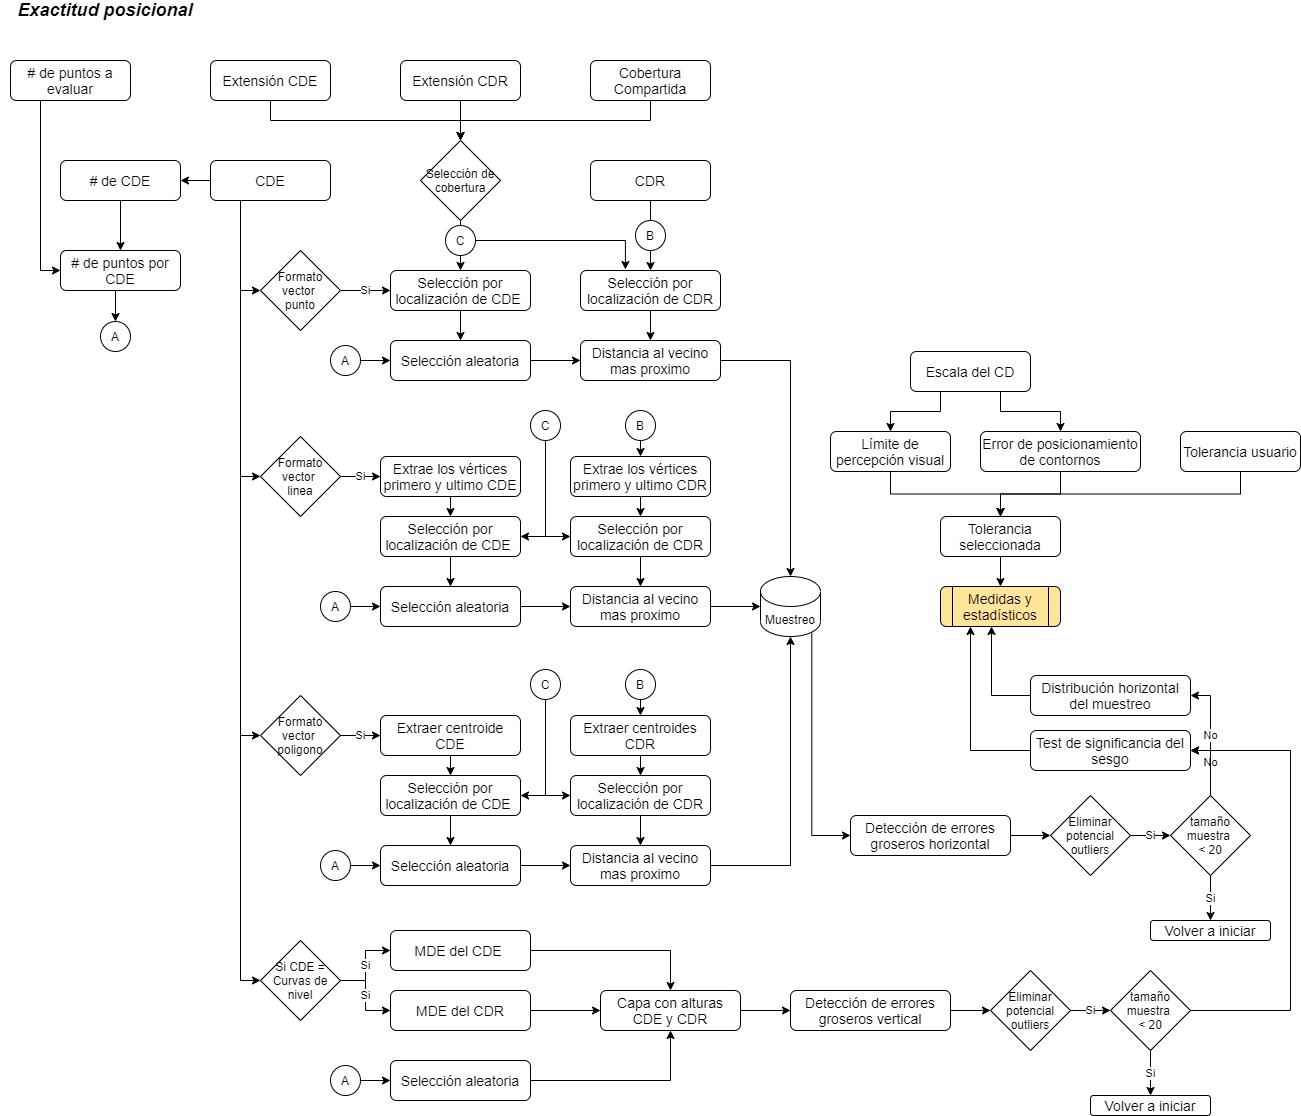 Exactitud posicional
# de puntos a
evaluar
Extensión CDE
Extensión CDR
Cobertura
Compartida
# de CDE
CDE
Selección de
cobertura
CDR
C
B
# de puntos por
CDE
Formato
vector
punto
Si
Selección por
localización de CDE
Selección por
localización de CDR
A
A
Selección aleatoria
Distancia al vecino
mas proximo
Escala del CD
C
B
Límite de
percepción visual
Error de posicionamiento
de contornos
Tolerancia usuario
Formato
vector
linea
Si
Extrae los vértices
primero y ultimo CDE
Extrae los vértices
primero y ultimo CDR
Selección por
localización de CDE
Selección por
localización de CDR
Tolerancia
seleccionada
A
Selección aleatoria
Distancia al vecino
mas proximo
Muestreo
Medidas y
estadísticos
C
B
Distribución horizontal
del muestreo
Formato
vector
poligono
Si
Extraer centroide
CDE
Extraer centroides
CDR
No
Test de significancia del
sesgo
No
Selección por
localización de CDE
Selección por
localización de CDR
Detección de errores
groseros horizontal
Eliminar
potencial
outliers
Si
tamaño
muestra
< 20
A
Selección aleatoria
Distancia al vecino
mas proximo
Si
Volver a iniciar
Si CDE =
Curvas de
nivel
Si
Si
MDE del CDE
MDE del CDR
Capa con alturas
CDE y CDR
Detección de errores
groseros vertical
Eliminar
potencial
outliers
Si
tamaño
muestra
< 20
A
Selección aleatoria
Si
Volver a iniciar